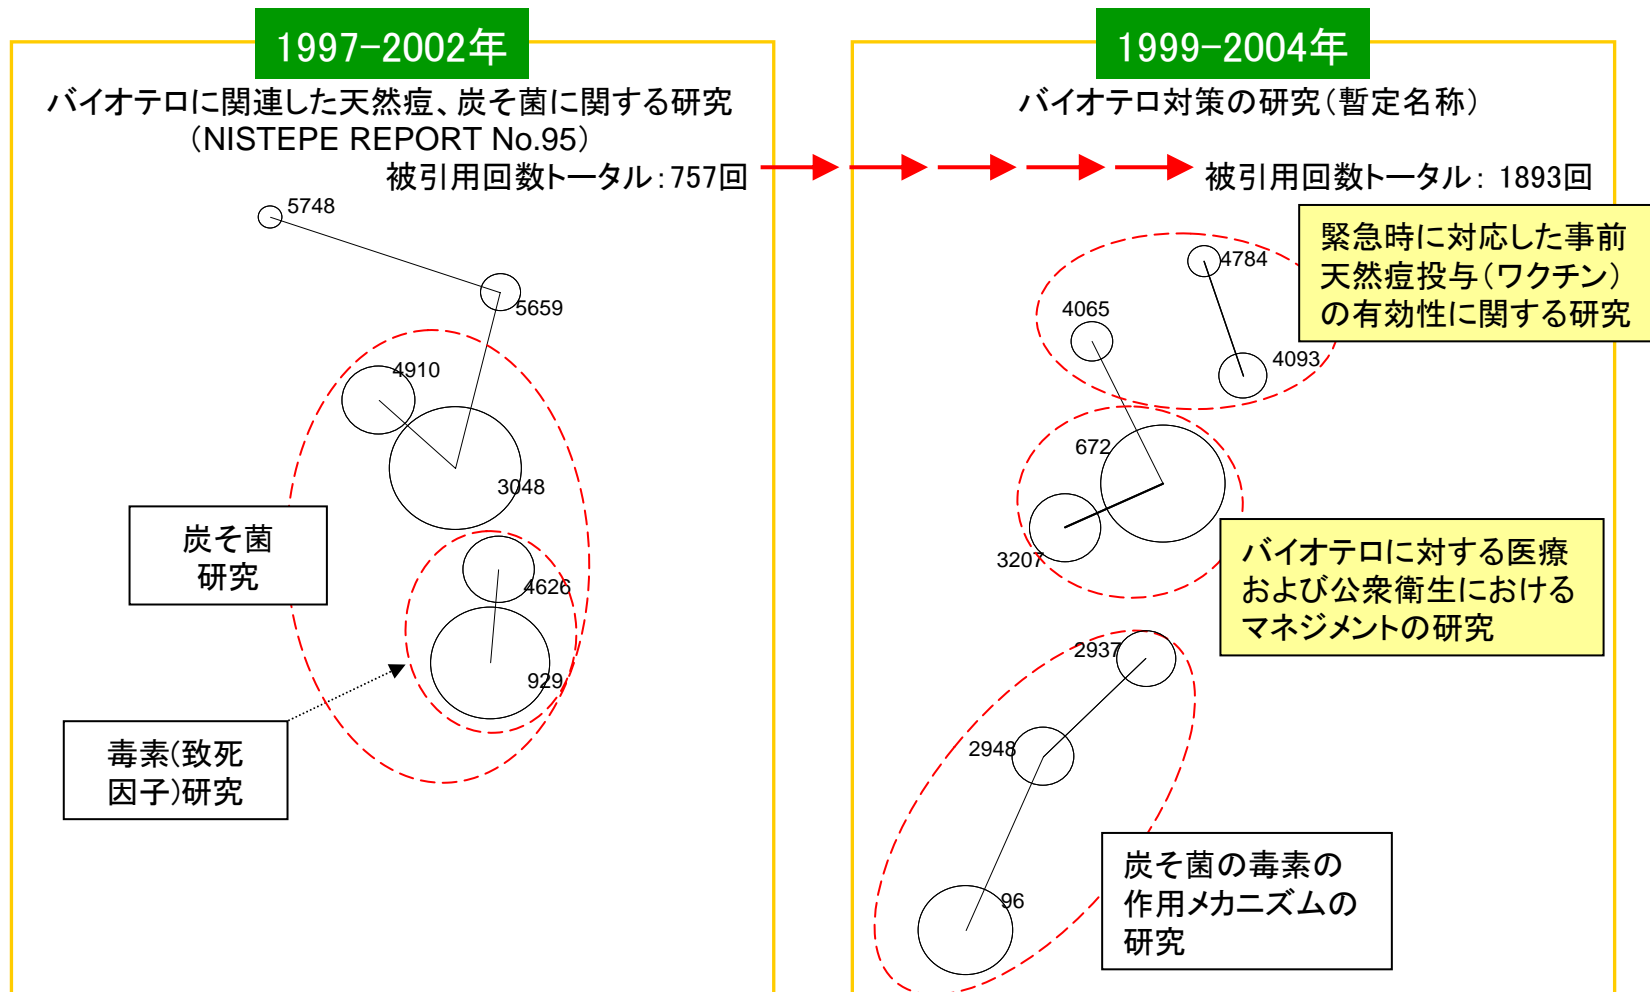 1997-2002年
バイオテロに関連した天然痘、炭そ菌に関する研究
(NISTEPE REPORT No.95)
被引用回数トータル:757回
5748
5659
4910
3048
炭そ菌
研究
4626
929
毒素(致死
因子)研究
1999-2004年
バイオテロ対策の研究(暫定名称)
被引用回数トータル: 1893回
緊急時に対応した事前
天然痘投与(ワクチン)
の有効性に関する研究
4784
4065
4093
672
3207
バイオテロに対する医療
および公衆衛生における
マネジメントの研究
2937
2948
96
炭そ菌の毒素の
作用メカニズムの
研究